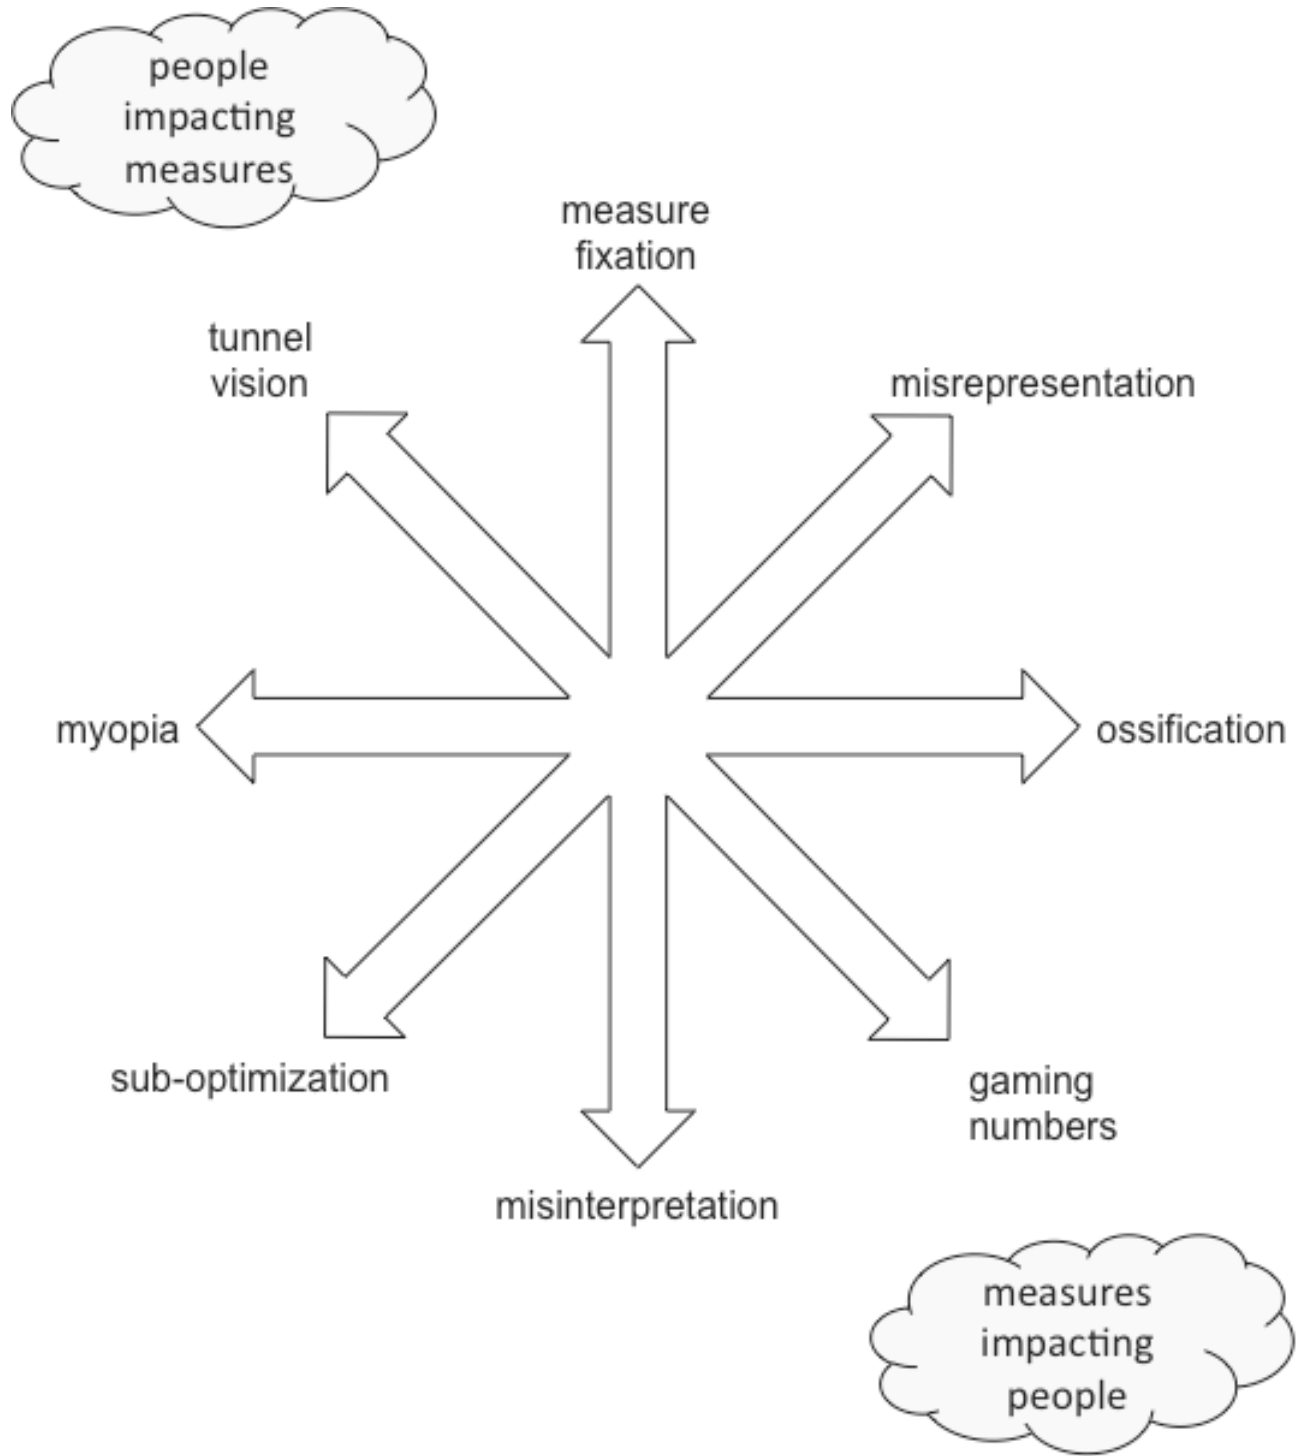 people
impacting
measures
measure
fixation
tunnel
vision
misrepresentation
myopia
ossification
sub-optimization
gaming
numbers
misinterpretation
measures
impacting
people